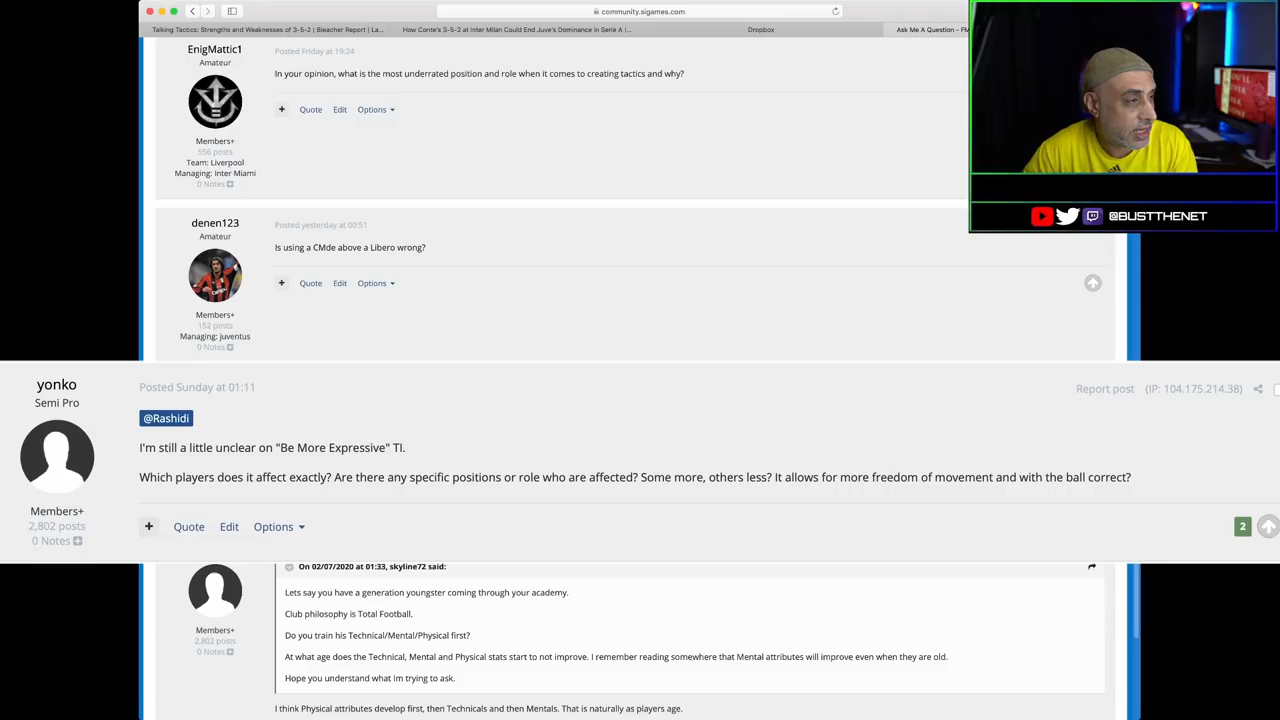 community.sigames.com
Talking Tactics: Strengths and Weaknesses of 3-5-2 | Bleacher Report | La...
How Conte's 3-5-2 at Inter Milan Could End Juve's Dominance in Serie A |...
Dropbox
Ask Me A Question - FM
EnigMattic1
Amateur
Members+
556 posts
Team: Liverpool
Managing: Inter Miami
0 Notes
Posted Friday at 19:24
In your opinion, what is the most underrated position and role when it comes to creating tactics and why?
+ Quote Edit Options
@BUSTTHENET
denen123
Amateur
Members+
152 posts
Managing: juventus
0 Notes
Posted yesterday at 00:51
Is using a CMde above a Libero wrong?
+ Quote Edit Options
yonko
Semi Pro
Members+
2,802 posts
0 Notes
Posted Sunday at 01:11
Report post (IP: 104.175.214.38)
@Rashidi
I'm still a little unclear on "Be More Expressive" TI.
Which players does it affect exactly? Are there any specific positions or role who are affected? Some more, others less? It allows for more freedom of movement and with the ball correct?
+ Quote Edit Options
2
Members+
2,802 posts
0 Notes
On 02/07/2020 at 01:33, skyline72 said:
Lets say you have a generation youngster coming through your academy.
Club philosophy is Total Football.
Do you train his Technical/Mental/Physical first?
At what age does the Technical, Mental and Physical stats start to not improve. I remember reading somewhere that Mental attributes will improve even when they are old.
Hope you understand what Im trying to ask.
I think Physical attributes develop first, then Technicals and then Mentals. That is naturally as players age.